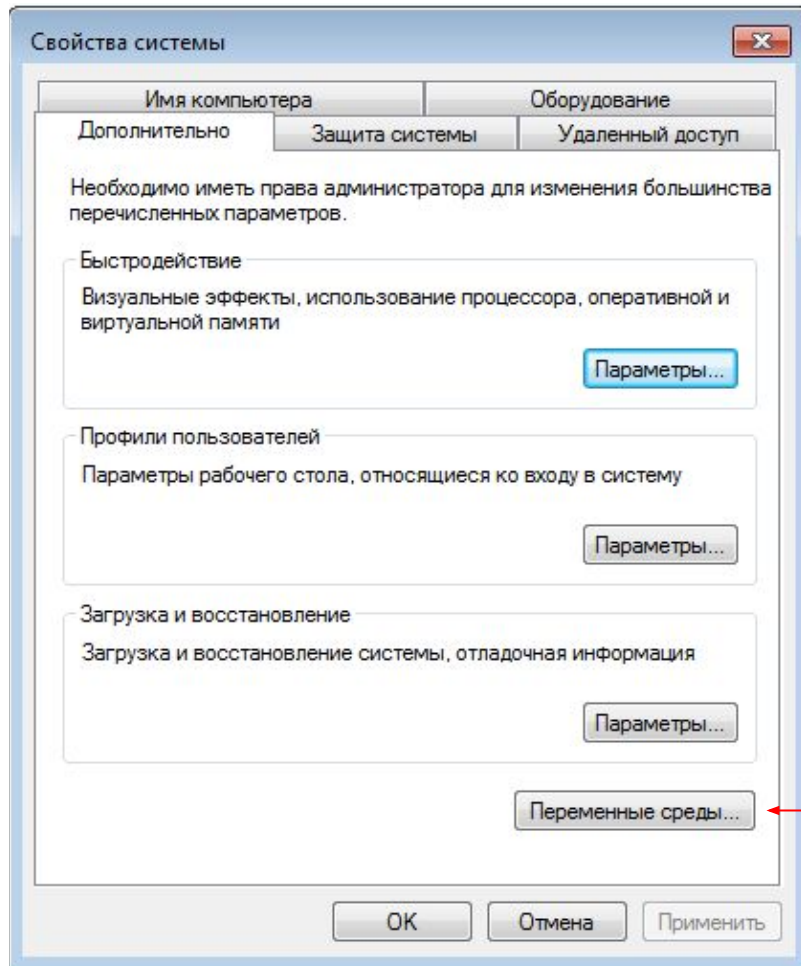 Свойства системы
Имя компьютера
Оборудование
Дополнительно
Защита системы
Удаленный доступ
Необходимо иметь права администратора для изменения большинства
перечисленных параметров.
Быстродействие
Визуальные эффекты, использование процессора, оперативной и
виртуальной памяти
Параметры...
Профили пользователей
Параметры рабочего стола, относящиеся ко входу в систему
Параметры...
Загрузка и восстановление
Загрузка и восстановление системы, отладочная информация
Параметры...
Переменные среды...
ОК
Отмена
Применить